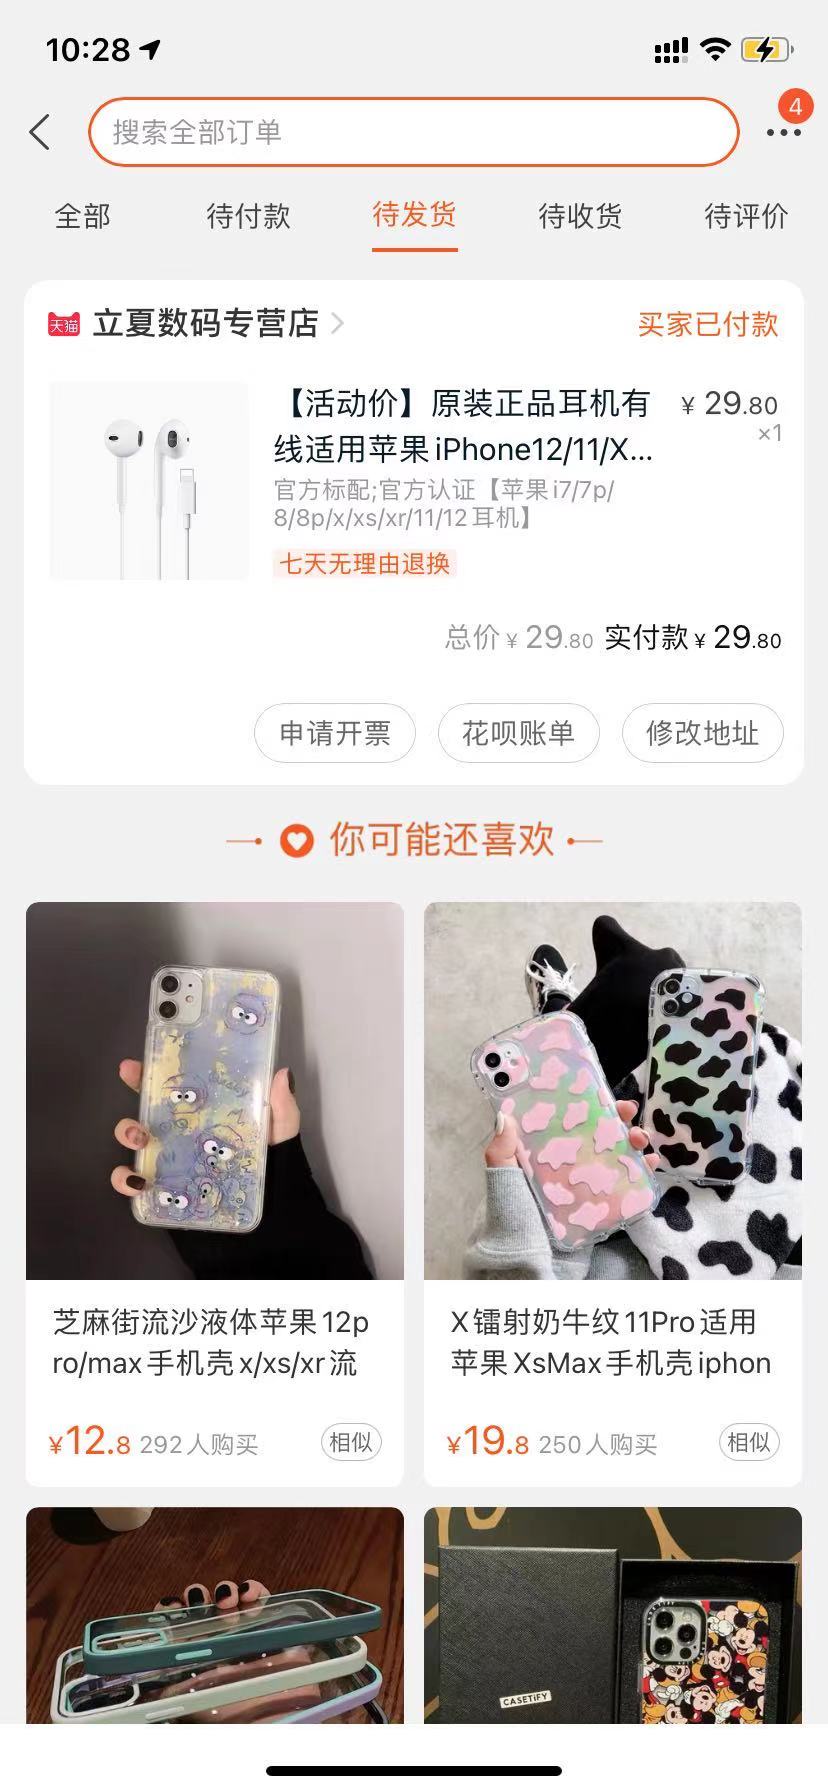 10:28
搜索全部订单
4
全部
待付款
待发货
待收货
待评价
天猫
立夏数码专营店
买家已付款
【活动价】原装正品耳机有
¥ 29.80
线适用苹果iPhone12/11/X...
×1
官方标配;官方认证【苹果i7/7p/
8/8p/x/xs/xr/11/12耳机】
七天无理由退换
总价¥29.80 实付款¥29.80
申请开票
花呗账单
修改地址
你可能还喜欢
芝麻街流沙液体苹果12p
ro/max手机壳x/xs/xr流
¥12.8 292人购买
相似
X镭射奶牛纹11Pro适用
苹果XsMax手机壳iphon
¥19.8 250人购买
相似
CASETiFY